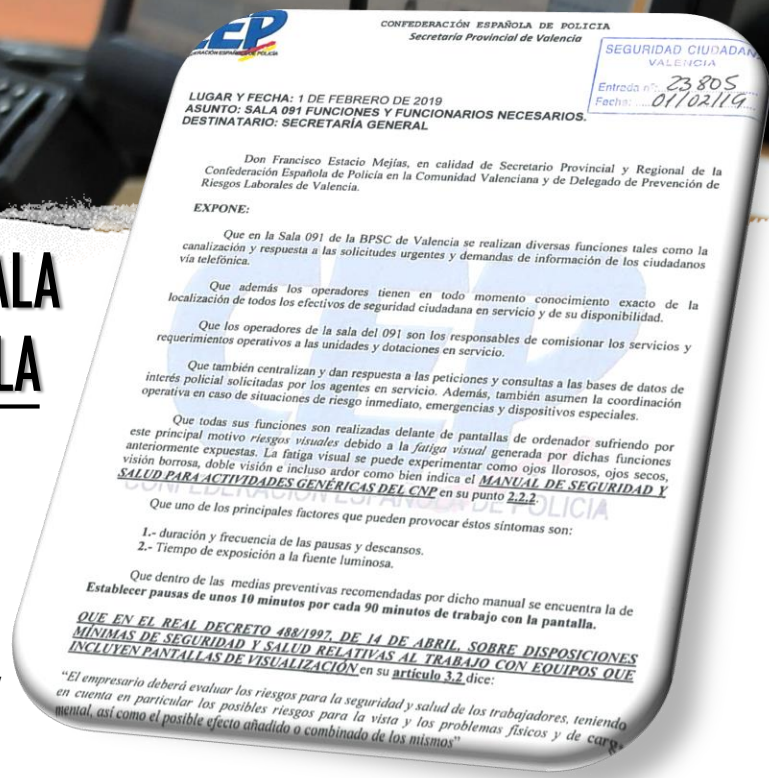 CEP
CONFEDERACIÓN ESPAÑOLA DE POLICIA
Secretaría Provincial de Valencia
SEGURIDAD CIUDADANA
VALENCIA
Entrada nº: 23805
Fecha: ....01/02/19
LUGAR Y FECHA: 1 DE FEBRERO DE 2019
ASUNTO: SALA 091 FUNCIONES Y FUNCIONARIOS NECESARIOS.
DESTINATARIO: SECRETARÍA GENERAL
Don Francisco Estacio Mejías, en calidad de Secretario Provincial y Regional de la
Confederación Española de Policía en la Comunidad Valenciana y de Delegado de Prevención de
Riesgos Laborales de Valencia.
EXPONE:
Que en la Sala 091 de la BPSC de Valencia se realizan diversas funciones tales como la
canalización y respuesta a las solicitudes urgentes y demandas de información de los ciudadanos
vía telefónica.
Que además los operadores tienen en todo momento conocimiento exacto de la
localización de todos los efectivos de seguridad ciudadana en servicio y de su disponibilidad.
Que los operadores de la sala del 091 son los responsables de comisionar los servicios y
requerimientos operativos a las unidades y dotaciones en servicio.
Que también centralizan y dan respuesta a las peticiones y consultas a las bases de datos de
interés policial solicitadas por los agentes en servicio. Además, también asumen la coordinación
operativa en caso de situaciones de riesgo inmediato, emergencias y dispositivos especiales.
Que todas sus funciones son realizadas delante de pantallas de ordenador sufriendo por
este principal motivo riesgos visuales debido a la fatiga visual generada por dichas funciones
anteriormente expuestas. La fatiga visual se puede experimentar como ojos llorosos, ojos secos,
visión borrosa, doble visión e incluso ardor como bien indica el MANUAL DE SEGURIDAD Y
SALUD PARA ACTIVIDADES GENÉRICAS DEL CNP en su punto 2.2.2.
CONFEDERACIÓN ESPAÑOLA DE POLICIA
Que uno de los principales factores que pueden provocar éstos síntomas son:
1.- duración y frecuencia de las pausas y descansos.
2.- Tiempo de exposición a la fuente luminosa.
Que dentro de las medias preventivas recomendadas por dicho manual se encuentra la de
Establecer pausas de unos 10 minutos por cada 90 minutos de trabajo con la pantalla.
QUE EN EL REAL DECRETO 488/1997, DE 14 DE ABRIL, SOBRE DISPOSICIONES
MÍNIMAS DE SEGURIDAD Y SALUD RELATIVAS AL TRABAJO CON EQUIPOS QUE
INCLUYEN PANTALLAS DE VISUALIZACIÓN en su artículo 3.2 dice:
"El empresario deberá evaluar los riesgos para la seguridad y salud de los trabajadores, teniendo
en cuenta en particular los posibles riesgos para la vista y los problemas físicos y de carga
mental, así como el posible efecto añadido o combinado de los mismos"
ALA
LA